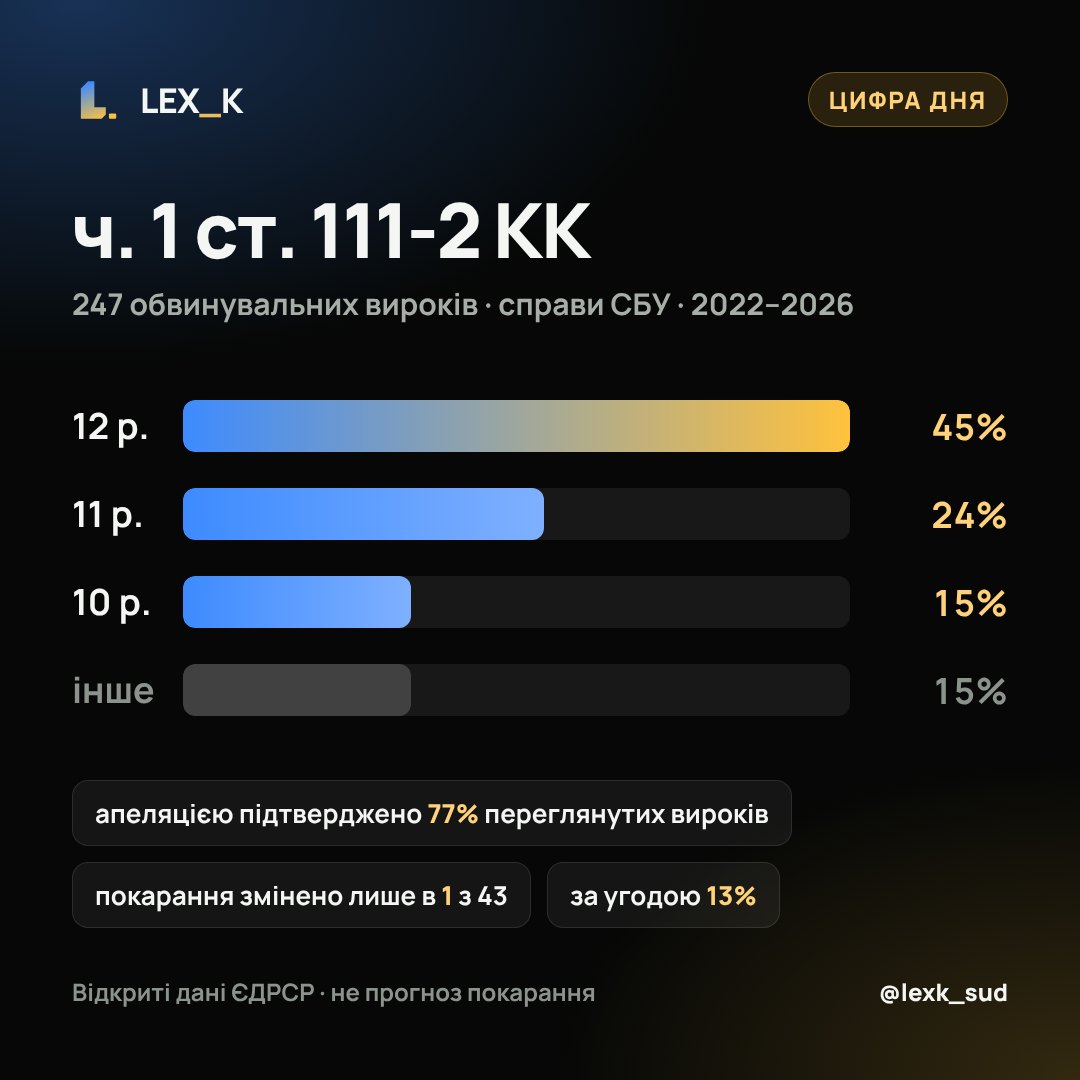 LEX_K
ЦИФРА ДНЯ
ч. 1 ст. 111-2 КК
247 обвинувальних вироків · справи СБУ · 2022–2026
12 р. 45%
11 р. 24%
10 р. 15%
інше 15%
апеляцією підтверджено 77% переглянутих вироків
покарання змінено лише в 1 з 43
за угодою 13%
Відкриті дані ЄДРСР · не прогноз покарання
@lexk_sud